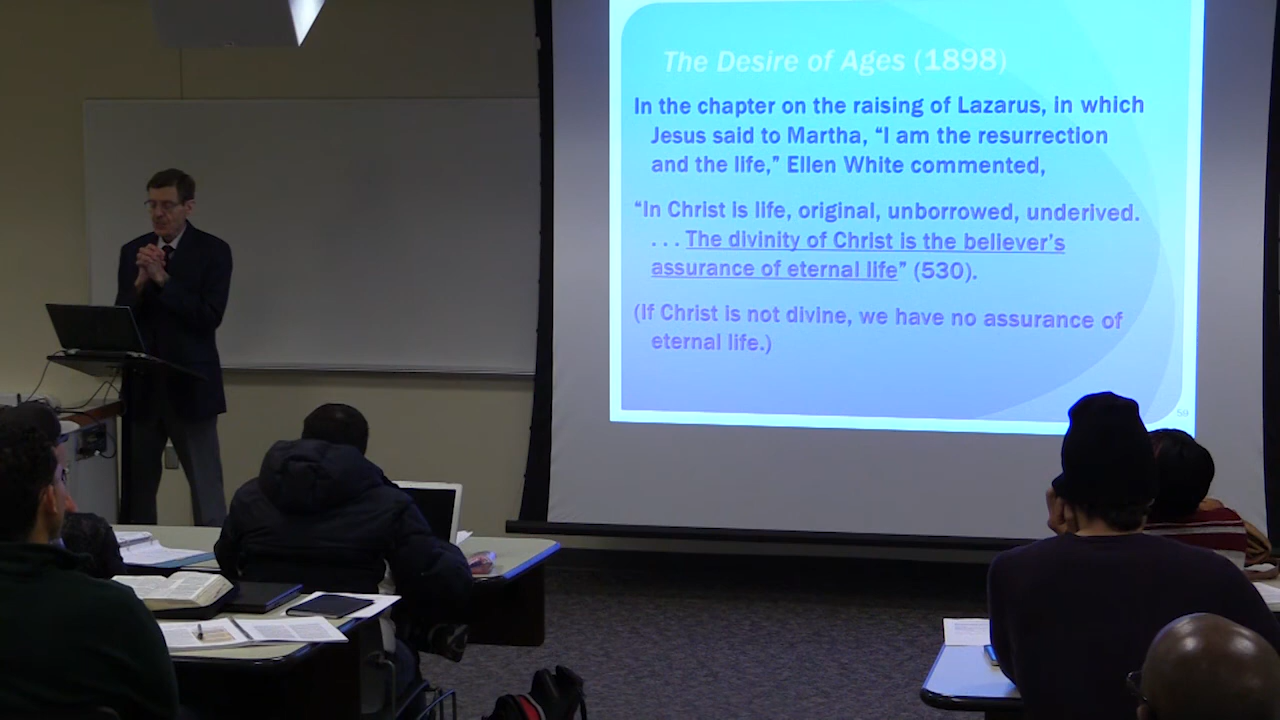 The Desire of Ages (1898)
In the chapter on the raising of Lazarus, in which
Jesus said to Martha, “I am the resurrection
and the life,” Ellen White commented,
“In Christ is life, original, unborrowed, underived.
. . . The divinity of Christ is the believer’s
assurance of eternal life” (530).
(If Christ is not divine, we have no assurance of
eternal life.)
59